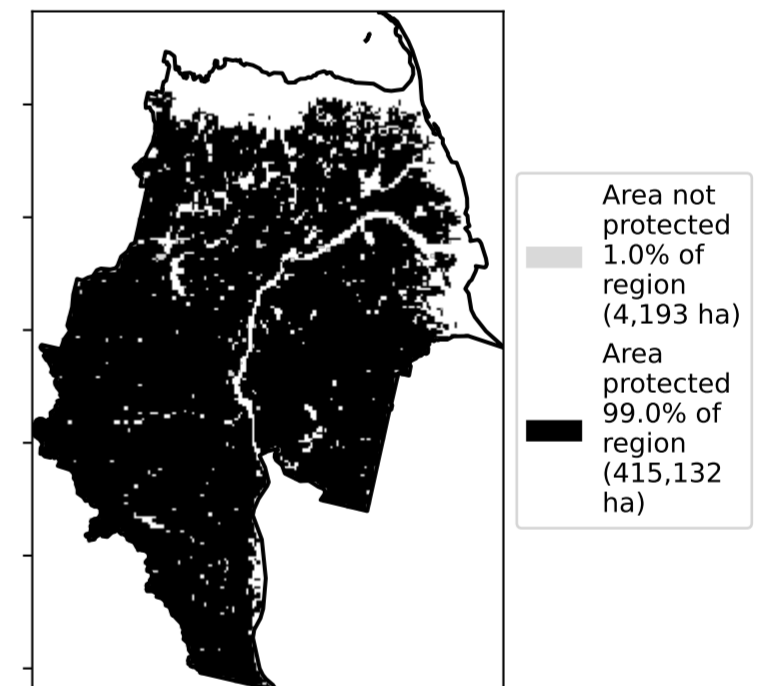 Area not
protected
1.0% of
region
(4,193 ha)
Area
protected
99.0% of
region
(415,132
ha)